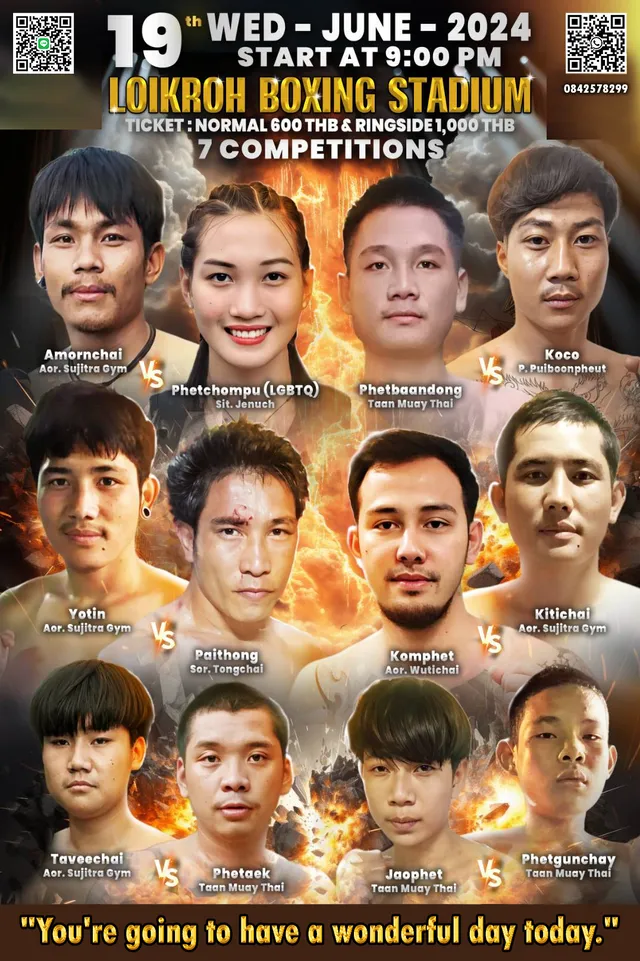 19th WED - JUNE - 2024
START AT 9:00 PM
0842578299
LOIKROH BOXING STADIUM
TICKET : NORMAL 600 THB & RINGSIDE 1,000 THB
7 COMPETITIONS
Amornchai
Aor. Sujitra Gym
VS
Phetchompu (LGBTQ)
Sit. Jenuch
Phetbaandong
Taan Muay Thai
VS
Koco
P. Puiboonpheut
Yotin
Aor. Sujitra Gym
VS
Paithong
Sor. Tongchai
Komphet
Aor. Wutichai
VS
Kitichai
Aor. Sujitra Gym
Taveechai
Aor. Sujitra Gym
VS
Phetaek
Taan Muay Thai
Jaophet
Taan Muay Thai
VS
Phetgunchay
Taan Muay Thai
"You're going to have a wonderful day today."